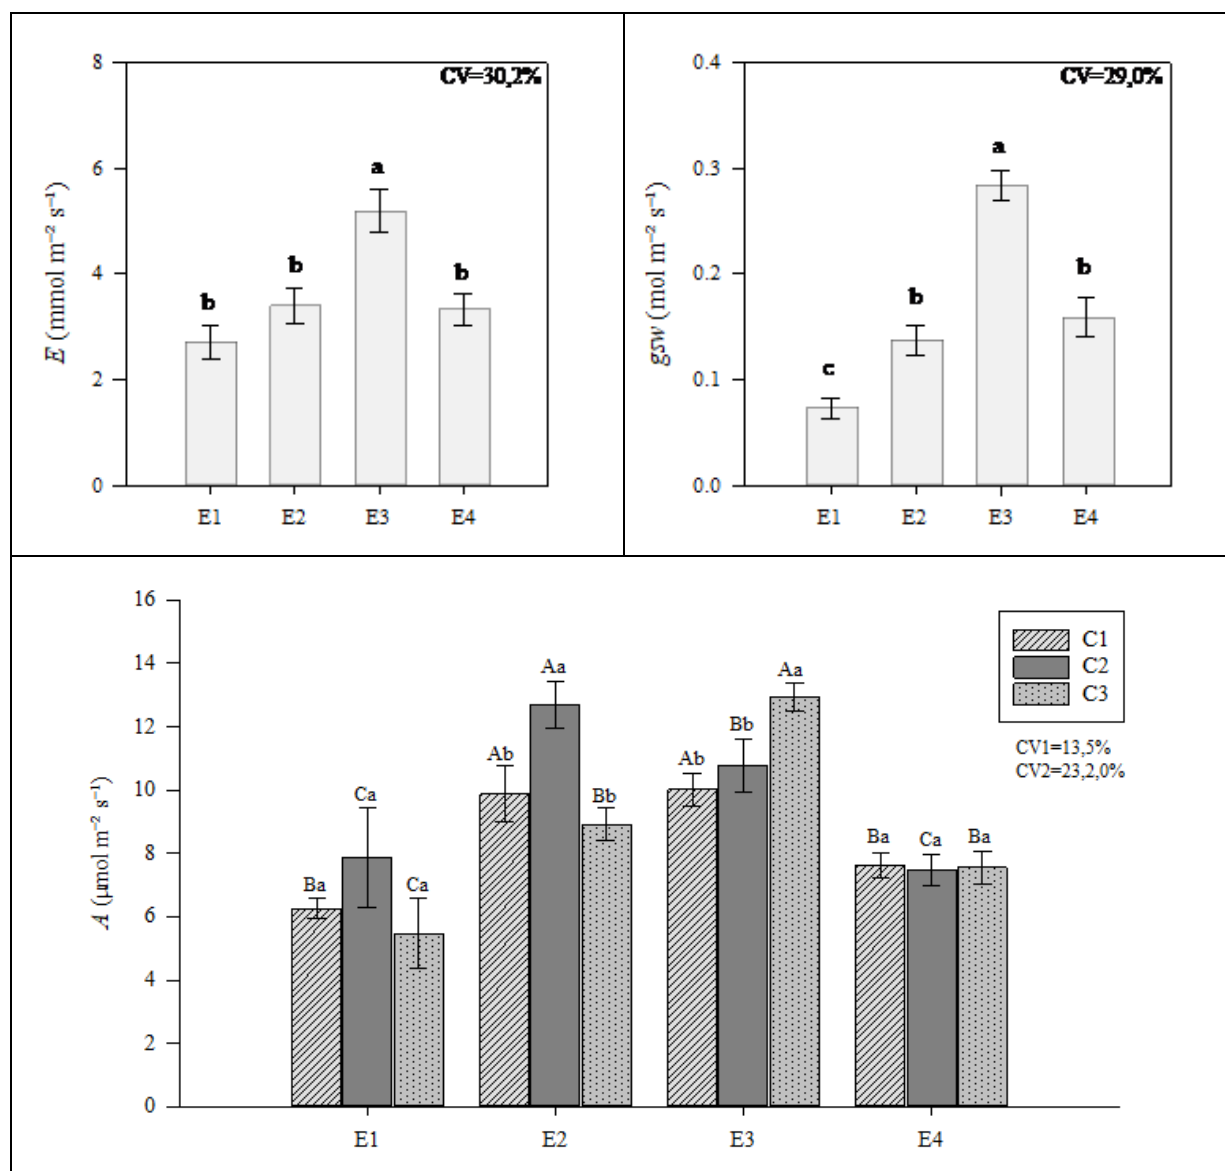 CV=30,2%
E (mmol m⁻² s⁻¹)
8
6
4
2
0
b
b
a
b
E1 E2 E3 E4
CV=29,0%
gsw (mol m⁻² s⁻¹)
0.4
0.3
0.2
0.1
0.0
c
b
a
b
E1 E2 E3 E4
A (µmol m⁻² s⁻¹)
16
14
12
10
8
6
4
2
0
Ba Ca Ca
Ab Aa Bb
Ab Bb Aa
Ba Ca Ba
E1 E2 E3 E4
C1
C2
C3
CV1=13,5%
CV2=23,2,0%